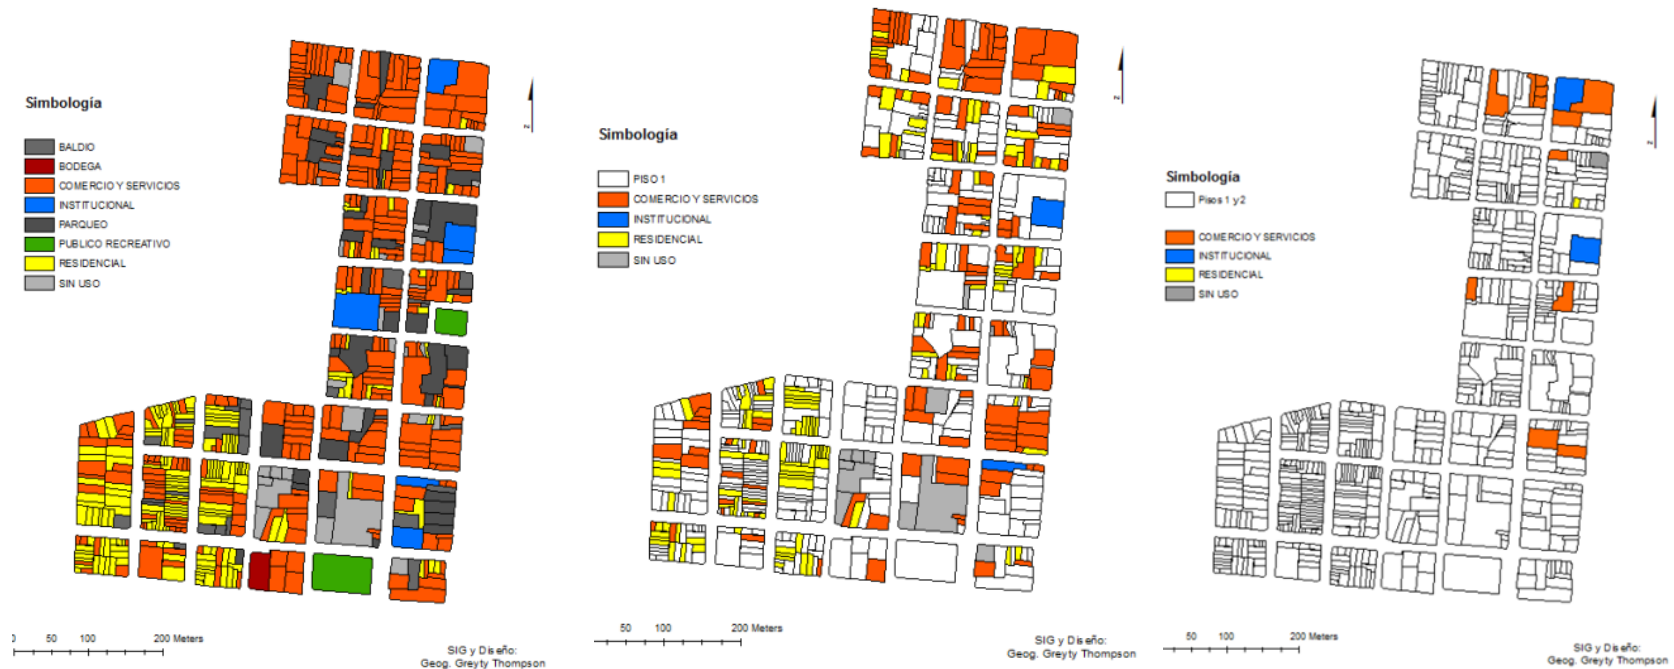 Simbología
BALDIO
BODEGA
COMERCIO Y SERVICIOS
INSTITUCIONAL
PARQUEO
PUBLICO RECREATIVO
RESIDENCIAL
SIN USO
z
0 50 100 200 Meters
SIG y Diseño:
Geog. Greyty Thompson
Simbología
PISO 1
COMERCIO Y SERVICIOS
INSTITUCIONAL
RESIDENCIAL
SIN USO
z
50 100 200 Meters
SIG y Diseño:
Geog. Greyty Thompson
Simbología
Pisos 1 y 2
COMERCIO Y SERVICIOS
INSTITUCIONAL
RESIDENCIAL
SIN USO
z
50 100 200 Meters
SIG y Diseño:
Geog. Greyty Thompson